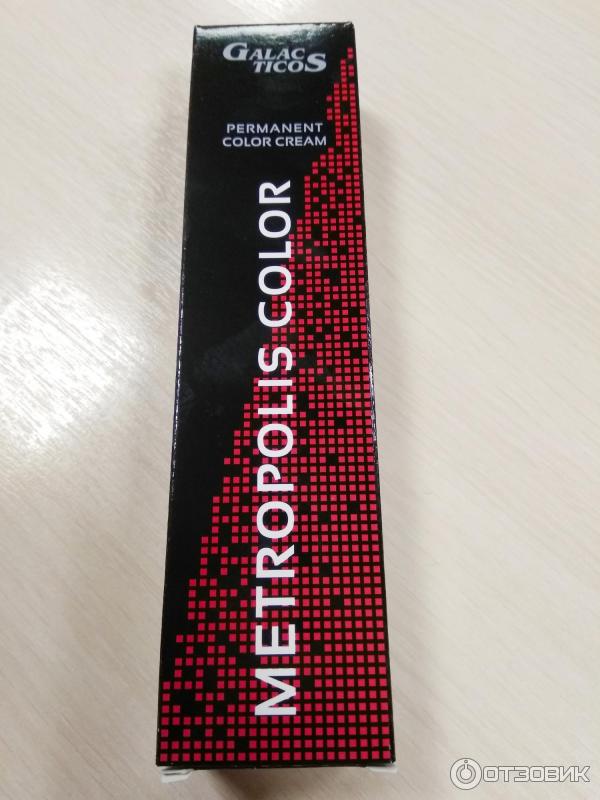 GALAC
TICOS
PERMANENT
COLOR CREAM
METROPOLIS COLOR
ОТЗОВИК